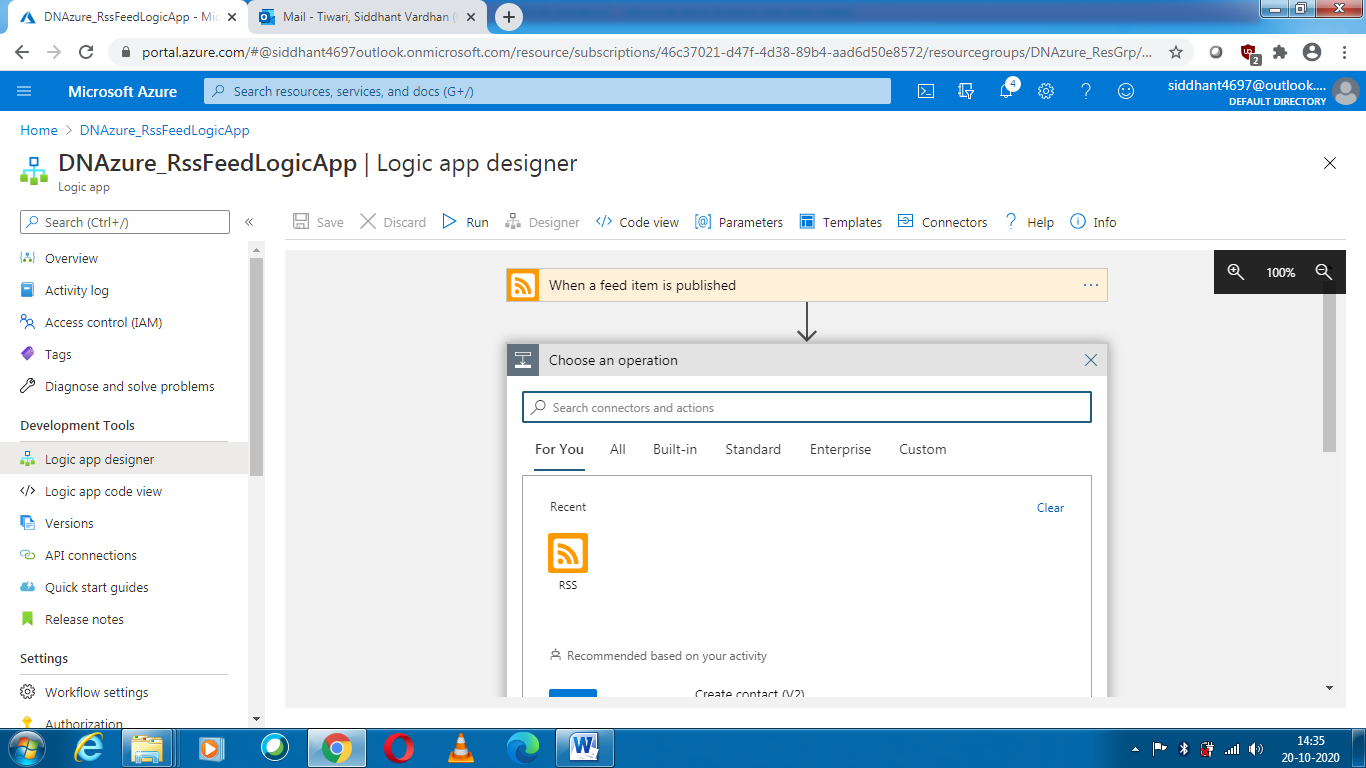 DNAzure_RssFeedLogicApp - Mic
Mail - Tiwari, Siddhant Vardhan (
portal.azure.com/#@siddhant4697outlook.onmicrosoft.com/resource/subscriptions/46c37021-d47f-4d38-89b4-aad6d50e8572/resourcegroups/DNAzure_ResGrp/...
2
Microsoft Azure
Search resources, services, and docs (G+/)
4
siddhant4697@outlook....
DEFAULT DIRECTORY
Home > DNAzure_RssFeedLogicApp
DNAzure_RssFeedLogicApp | Logic app designer
Logic app
Search (Ctrl+/)
«
Save
Discard
Run
Designer
Code view
Parameters
Templates
Connectors
Help
Info
Overview
Activity log
Access control (IAM)
Tags
Diagnose and solve problems
Development Tools
Logic app designer
Logic app code view
Versions
API connections
Quick start guides
Release notes
Settings
Workflow settings
Authorization
When a feed item is published
...
100%
Choose an operation
Search connectors and actions
For You
All
Built-in
Standard
Enterprise
Custom
Recent
Clear
RSS
Recommended based on your activity
Create contact (V2)
14:35
20-10-2020